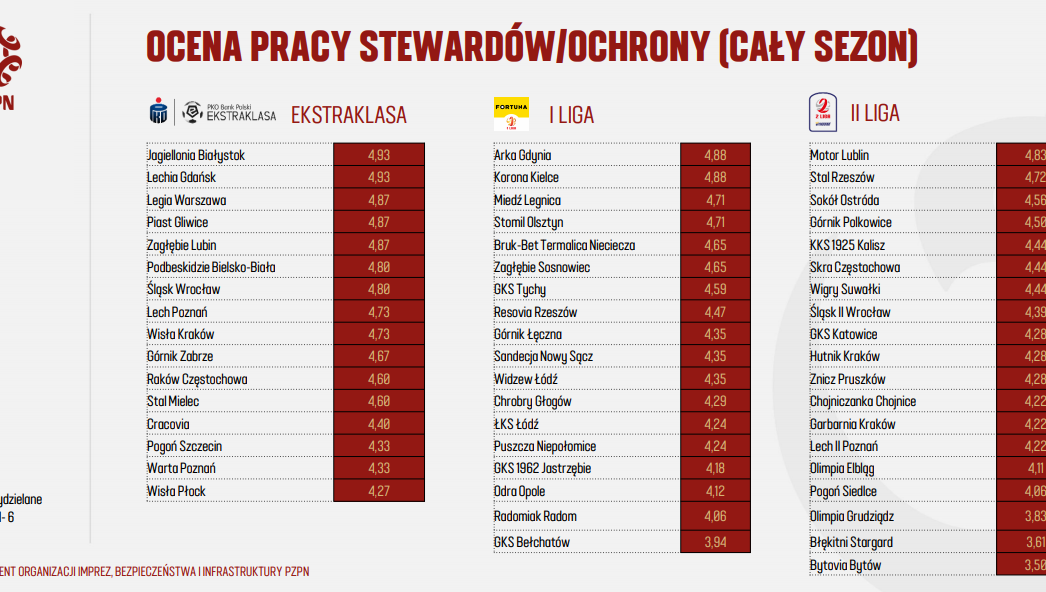 PN
OCENA PRACY STEWARDÓW/OCHRONY (CAŁY SEZON)
PKO Bank Polski
EKSTRAKLASA
EKSTRAKLASA
Jagiellonia Białystok 4,93
Lechia Gdańsk 4,93
Legia Warszawa 4,87
Piast Gliwice 4,87
Zagłębie Lubin 4,87
Podbeskidzie Bielsko-Biała 4,80
Śląsk Wrocław 4,80
Lech Poznań 4,73
Wisła Kraków 4,73
Górnik Zabrze 4,67
Raków Częstochowa 4,60
Stal Mielec 4,60
Cracovia 4,40
Pogoń Szczecin 4,33
Warta Poznań 4,33
Wisła Płock 4,27
FORTUNA
1 LIGA
I LIGA
Arka Gdynia 4,88
Korona Kielce 4,88
Miedź Legnica 4,71
Stomil Olsztyn 4,71
Bruk-Bet Termalica Nieciecza 4,65
Zagłębie Sosnowiec 4,65
GKS Tychy 4,59
Resovia Rzeszów 4,47
Górnik Łęczna 4,35
Sandecja Nowy Sącz 4,35
Widzew Łódź 4,35
Chrobry Głogów 4,29
ŁKS Łódź 4,24
Puszcza Niepołomice 4,24
GKS 1962 Jastrzębie 4,18
Odra Opole 4,12
Radomiak Radom 4,06
GKS Bełchatów 3,94
2 LIGA
II LIGA
Motor Lublin 4,83
Stal Rzeszów 4,72
Sokół Ostróda 4,56
Górnik Polkowice 4,50
KKS 1925 Kalisz 4,44
Skra Częstochowa 4,44
Wigry Suwałki 4,44
Śląsk II Wrocław 4,39
GKS Katowice 4,28
Hutnik Kraków 4,28
Znicz Pruszków 4,28
Chojniczanka Chojnice 4,22
Garbarnia Kraków 4,22
Lech II Poznań 4,22
Olimpia Elbląg 4,11
Pogoń Siedlce 4,06
Olimpia Grudziądz 3,83
Błękitni Stargard 3,61
Bytovia Bytów 3,50
ydzielane
1- 6
ENT ORGANIZACJI IMPREZ, BEZPIECZEŃSTWA I INFRASTRUKTURY PZPN